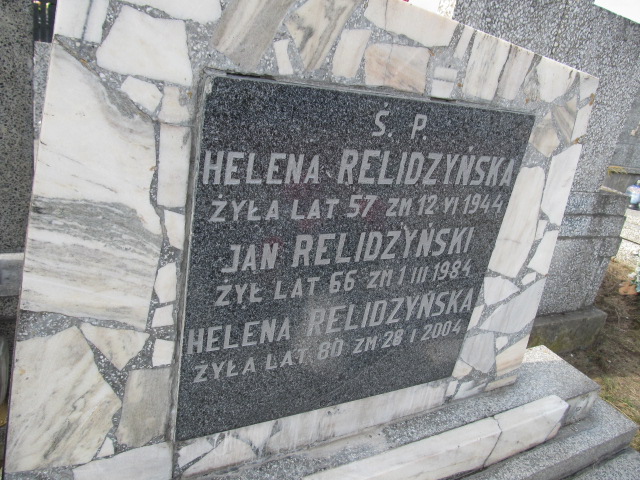 Ś. P.
HELENA RELIDZYŃSKA
ŻYŁA LAT 57 ZM 12 VI 1944
JAN RELIDZYŃSKI
ŻYŁ LAT 66 ZM 1 III 1984
HELENA RELIDZYŃSKA
ŻYŁA LAT 80 ZM 28 I 2004